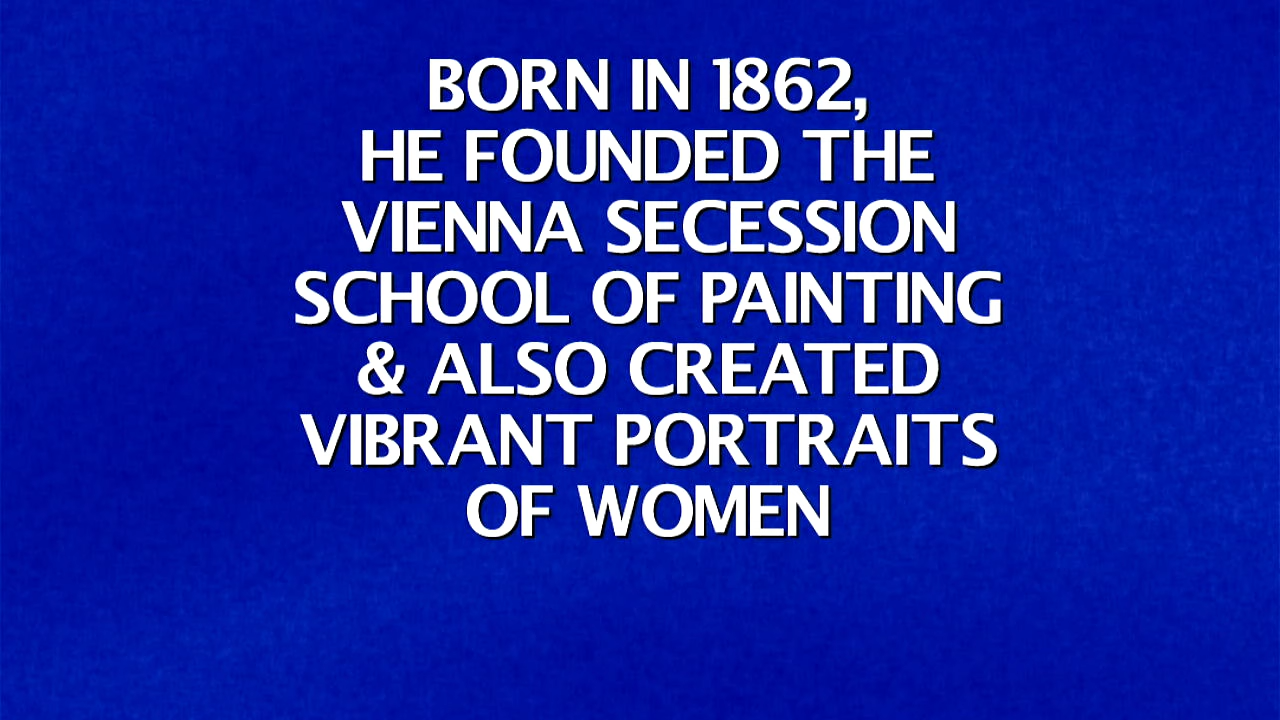 BORN IN 1862,
HE FOUNDED THE
VIENNA SECESSION
SCHOOL OF PAINTING
& ALSO CREATED
VIBRANT PORTRAITS
OF WOMEN